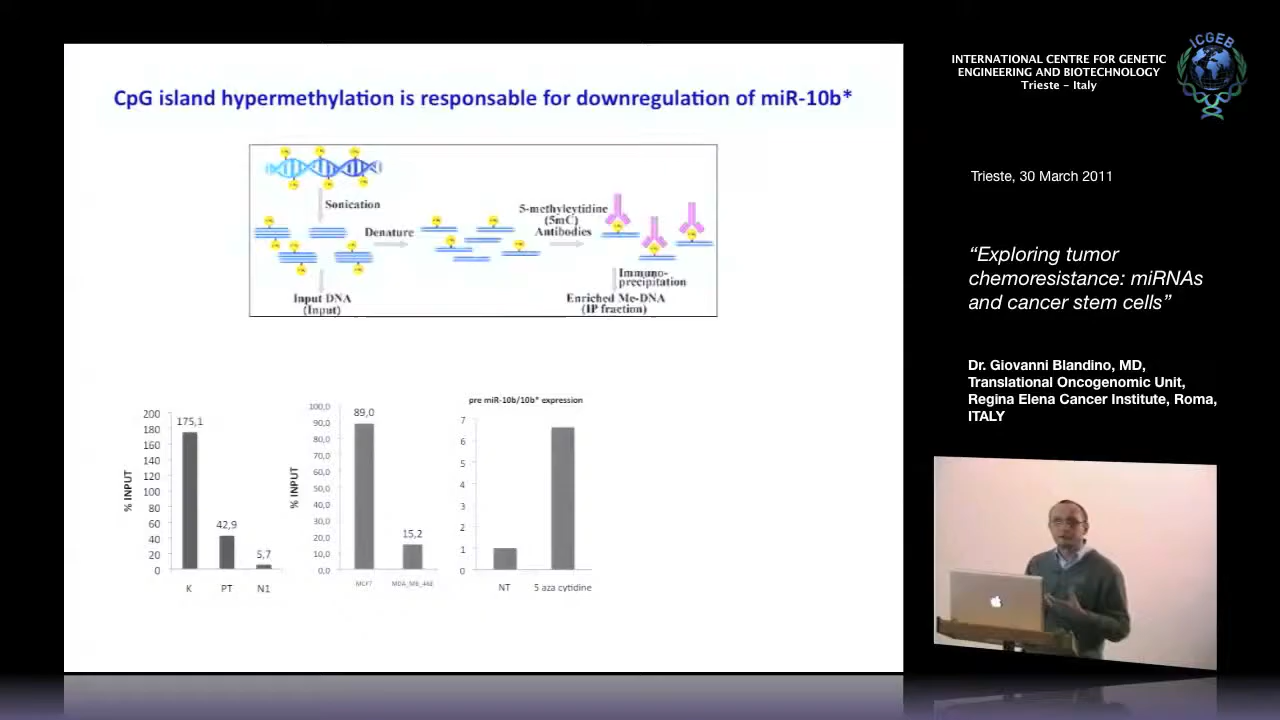 CpG island hypermethylation is responsable for downregulation of miR-10b*
Sonication
Denature
5-methylcytidine
(5mC)
Antibodies
Immuno-
precipitation
Input DNA
(Input)
Enriched Me-DNA
(IP fraction)
% INPUT
200
180
160
140
120
100
80
60
40
20
0
175,1
42,9
5,7
K PT N1
% INPUT
100,0
90,0
80,0
70,0
60,0
50,0
40,0
30,0
20,0
10,0
0,0
89,0
15,2
MCF7
pre miR-10b/10b* expression
7
6
5
4
3
2
1
0
NT 5 aza cytidine
INTERNATIONAL CENTRE FOR GENETIC
ENGINEERING AND BIOTECHNOLOGY
Trieste - Italy
ICGEB
Trieste, 30 March 2011
“Exploring tumor
chemoresistance: miRNAs
and cancer stem cells”
Dr. Giovanni Blandino, MD,
Translational Oncogenomic Unit,
Regina Elena Cancer Institute, Roma,
ITALY